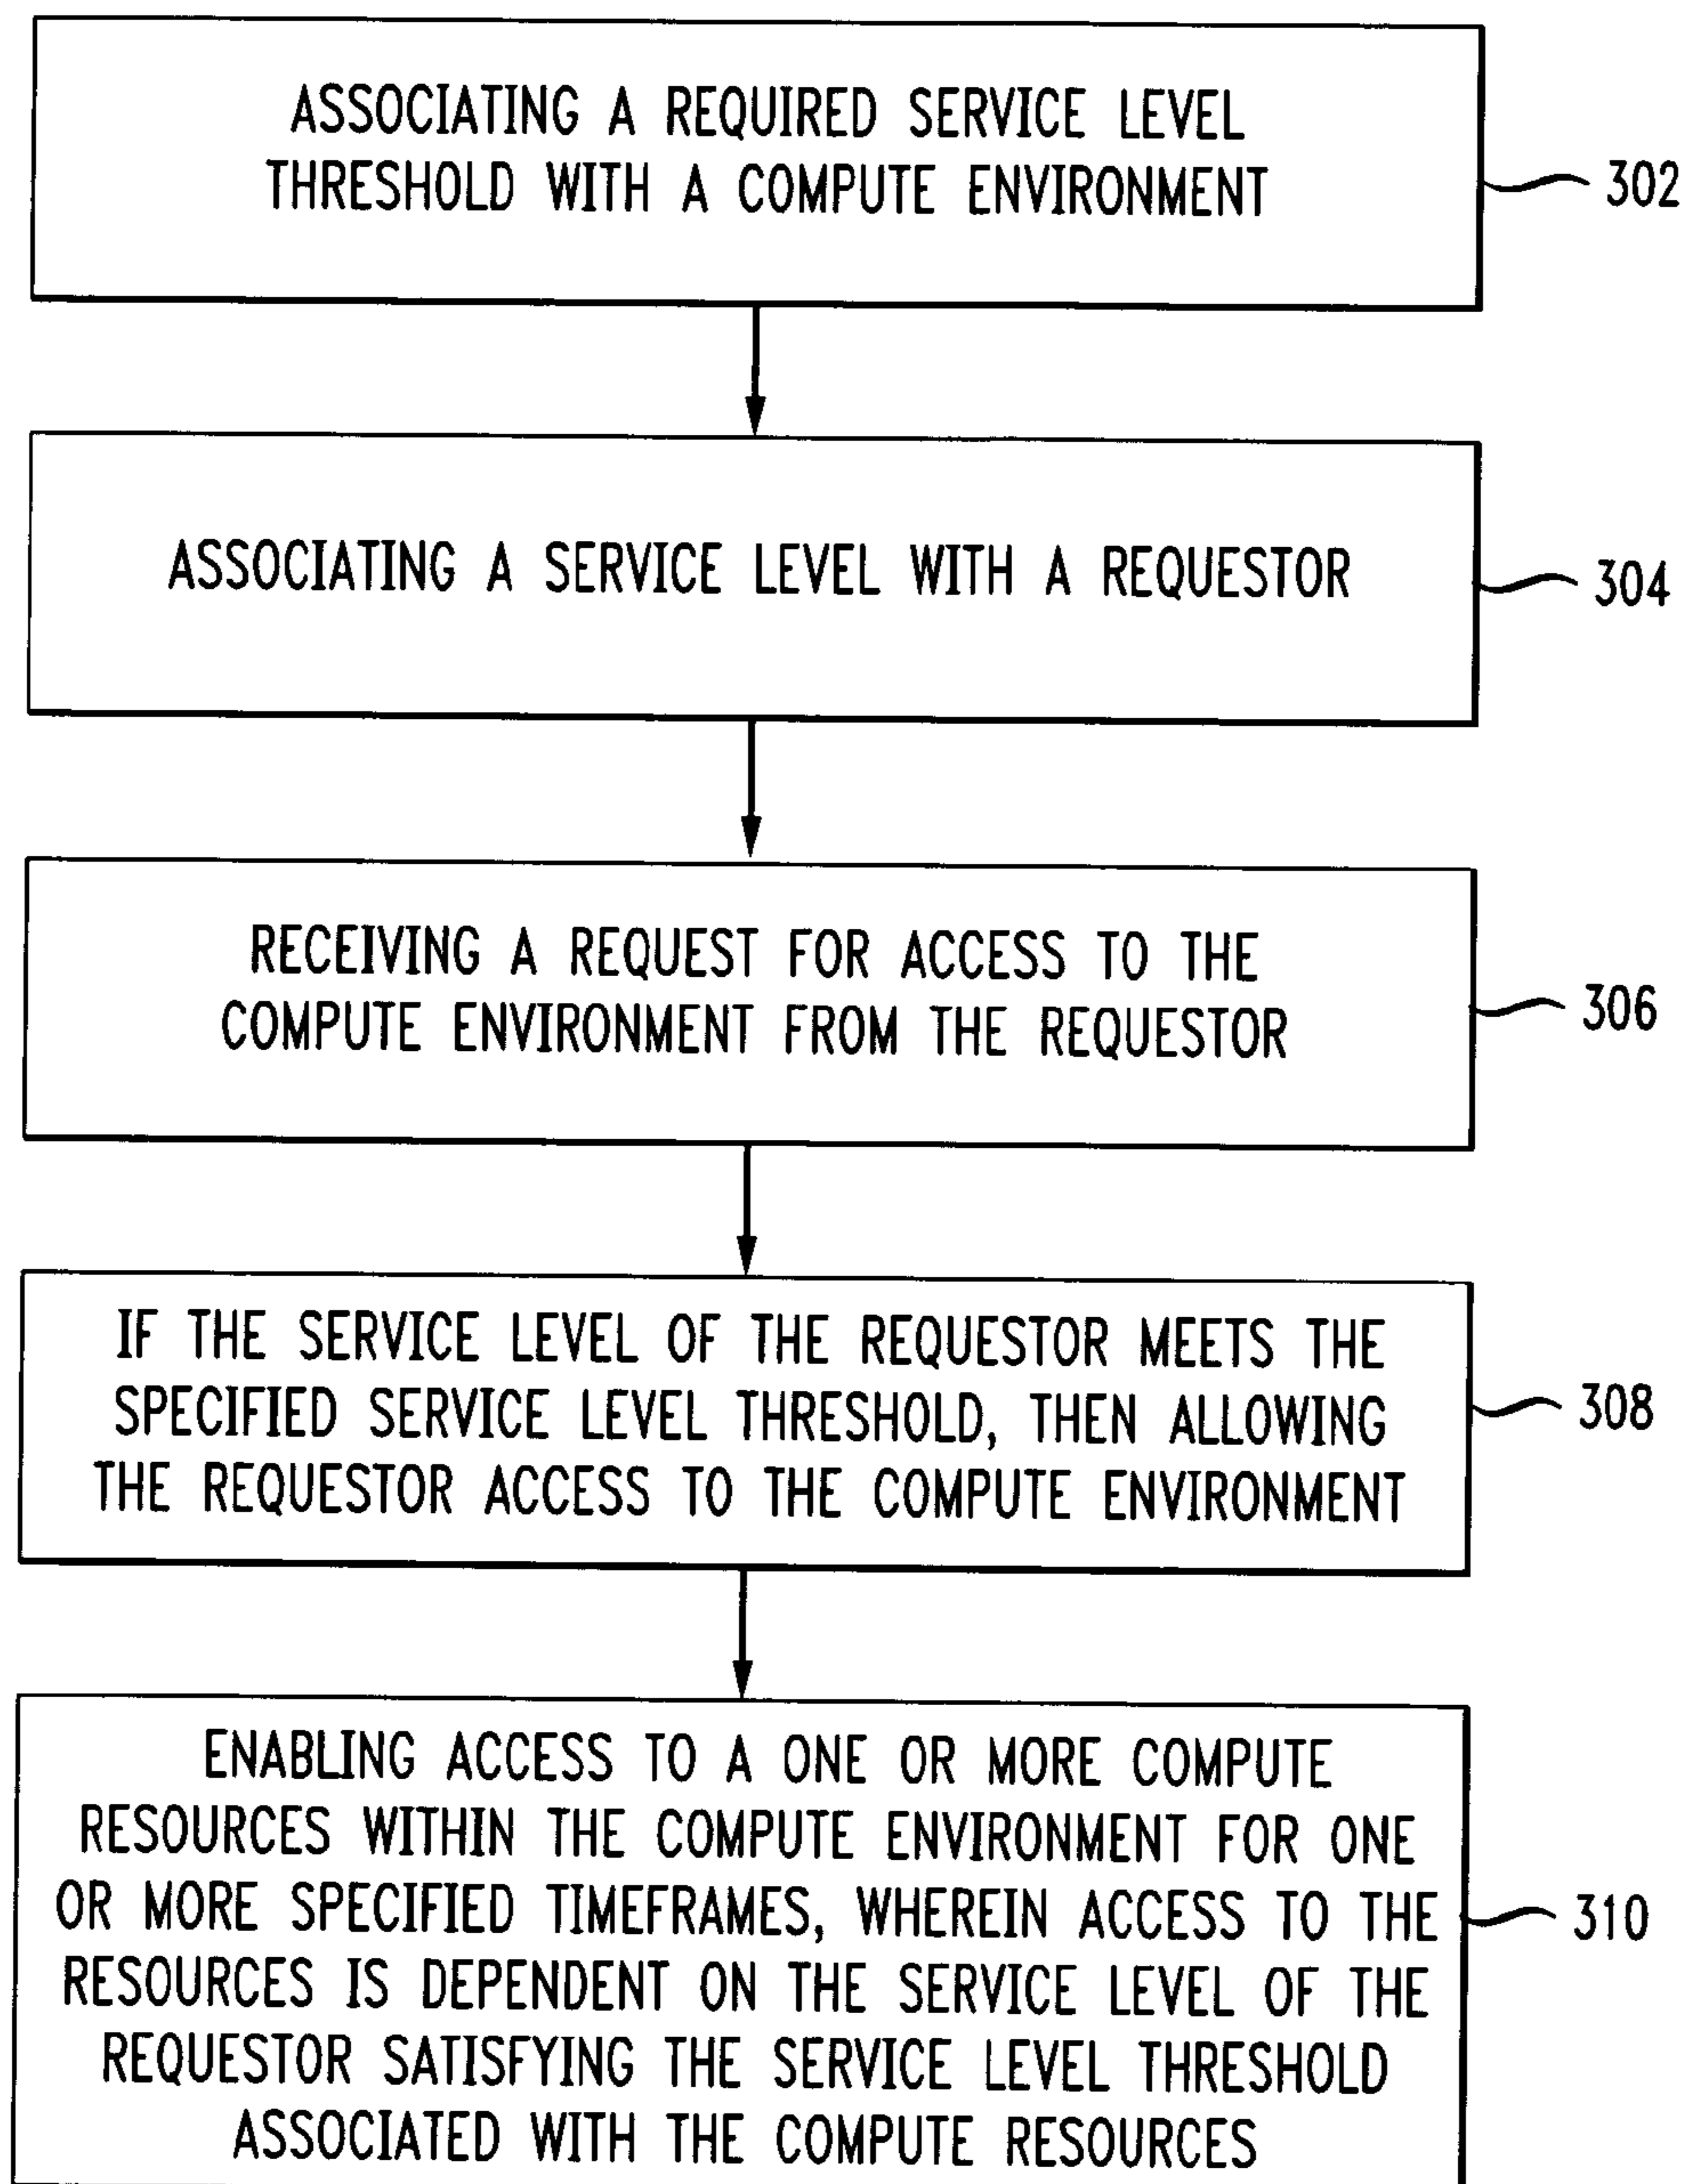 ASSOCIATING A REQUIRED SERVICE LEVEL
THRESHOLD WITH A COMPUTE ENVIRONMENT
302
ASSOCIATING A SERVICE LEVEL WITH A REQUESTOR
304
RECEIVING A REQUEST FOR ACCESS TO THE
COMPUTE ENVIRONMENT FROM THE REQUESTOR
306
IF THE SERVICE LEVEL OF THE REQUESTOR MEETS THE
SPECIFIED SERVICE LEVEL THRESHOLD, THEN ALLOWING
THE REQUESTOR ACCESS TO THE COMPUTE ENVIRONMENT
308
ENABLING ACCESS TO A ONE OR MORE COMPUTE
RESOURCES WITHIN THE COMPUTE ENVIRONMENT FOR ONE
OR MORE SPECIFIED TIMEFRAMES, WHEREIN ACCESS TO THE
RESOURCES IS DEPENDENT ON THE SERVICE LEVEL OF THE
REQUESTOR SATISFYING THE SERVICE LEVEL THRESHOLD
ASSOCIATED WITH THE COMPUTE RESOURCES
310